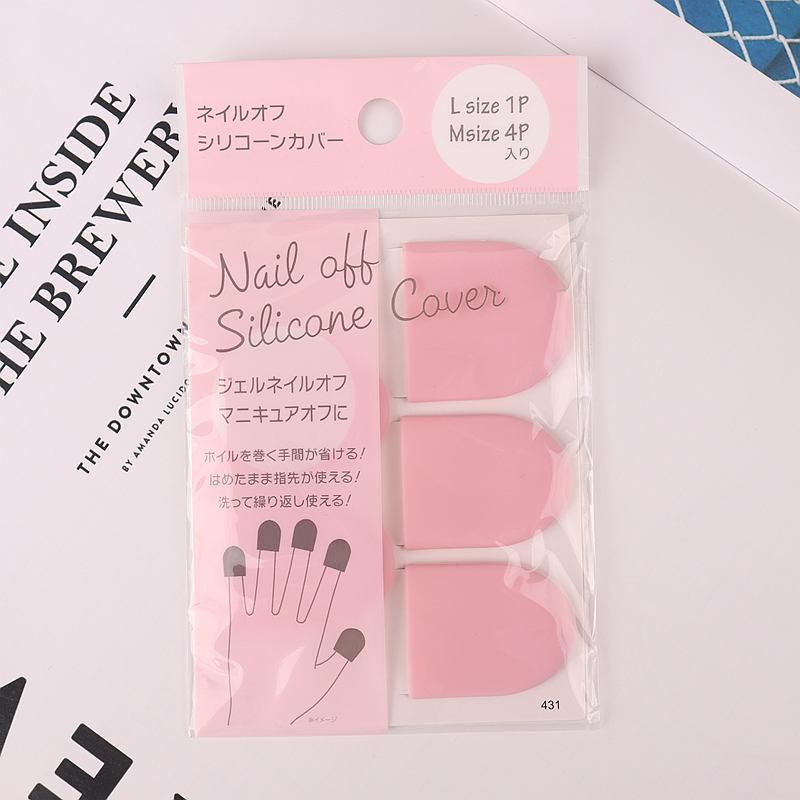 ネイルオフ
シリコーンカバー
L size 1P
Msize 4P
入り
Nail off
Silicone Cover
ジェルネイルオフ
マニキュアオフに
ホイルを巻く手間が省ける!
はめたまま指先が使える!
洗って繰り返し使える!
※イメージ
431
E INSIDE
HE BREWERY
THE DOWNTOWN
BY AMANDA LUCIDO